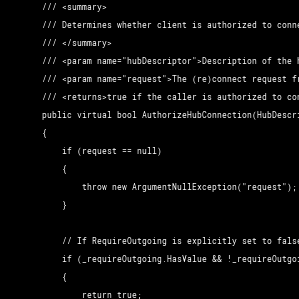 /// <summary>
/// Determines whether client is authorized to conne
/// </summary>
/// <param name="hubDescriptor">Description of the h
/// <param name="request">The (re)connect request fr
/// <returns>true if the caller is authorized to con
public virtual bool AuthorizeHubConnection(HubDescri
{
if (request == null)
{
throw new ArgumentNullException("request");
}
// If RequireOutgoing is explicitly set to false
if (_requireOutgoing.HasValue && !_requireOutgoi
{
return true;